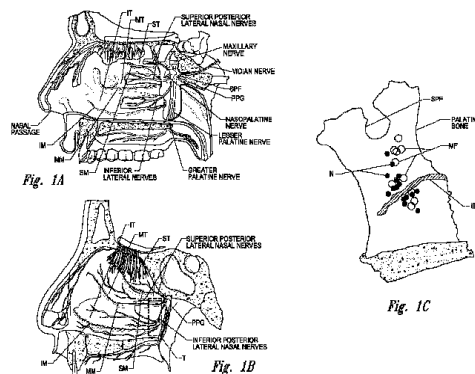 IT
MT
ST
SUPERIOR POSTERIOR
LATERAL NASAL NERVES
MAXILLARY
NERVE
VIDIAN NERVE
SPF
PPG
NASOPALATINE
NERVE
LESSER
PALATINE NERVE
NASAL
PASSAGE
IM
MM
SM
INFERIOR
LATERAL NERVES
GREATER
PALATINE NERVE
Fig. 1A
IT
MT
ST
SUPERIOR POSTERIOR
LATERAL NASAL NERVES
PPG
INFERIOR POSTERIOR
LATERAL NASAL NERVES
IM
MM
SM
T
Fig. 1B
SPF
PALATIN
BONE
MF
N
Fig. 1C